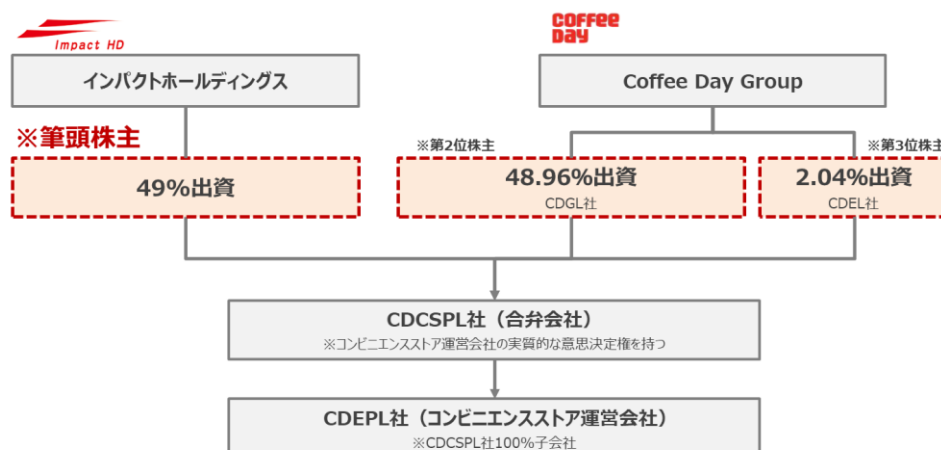 Impact HD
COFFEE
DAY
インパクトホールディングス
Coffee Day Group
※筆頭株主
※第2位株主
※第3位株主
49%出資
48.96%出資
CDGL社
2.04%出資
CDEL社
CDCSPL社（合弁会社）
※コンビニエンスストア運営会社の実質的な意思決定権を持つ
CDEPL社（コンビニエンスストア運営会社）
※CDCSPL社100%子会社